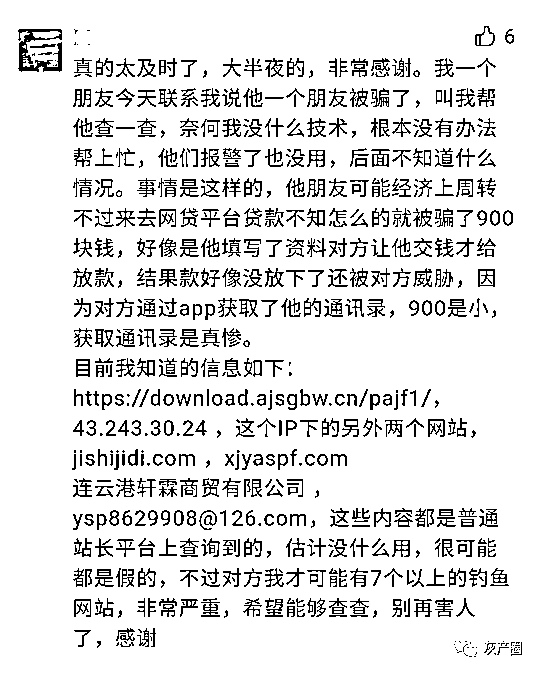 6
真的太及时了，大半夜的，非常感谢。我一个
朋友今天联系我说他一个朋友被骗了，叫我帮
他查一查，奈何我没什么技术，根本没有办法
帮上忙，他们报警了也没用，后面不知道什么
情况。事情是这样的，他朋友可能经济上周转
不过来去网贷平台贷款不知怎么的就被骗了900
块钱，好像是他填写了资料对方让他交钱才给
放款，结果款好像没放下了还被对方威胁，因
为对方通过app获取了他的通讯录，900是小，
获取通讯录是真惨。
目前我知道的信息如下：
https://download.ajsgbw.cn/pajf1/，
43.243.30.24 ，这个IP下的另外两个网站，
jishijidi.com ，xjyaspf.com
连云港轩霖商贸有限公司 ，
ysp8629908@126.com，这些内容都是普通
站长平台上查询到的，估计没什么用，很可能
都是假的，不过对方我才可能有7个以上的钓鱼
网站，非常严重，希望能够查查，别再害人
了，感谢
灰产圈